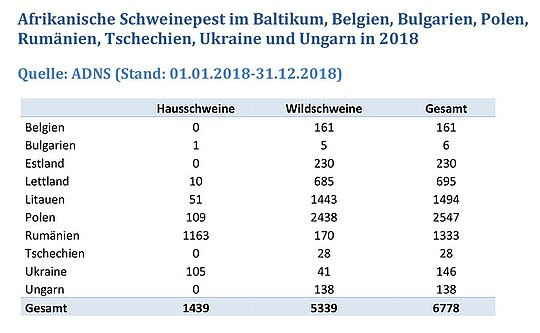 Afrikanische Schweinepest im Baltikum, Belgien, Bulgarien, Polen,
Rumänien, Tschechien, Ukraine und Ungarn in 2018
Quelle: ADNS (Stand: 01.01.2018-31.12.2018)
Hausschweine Wildschweine Gesamt
Belgien 0 161 161
Bulgarien 1 5 6
Estland 0 230 230
Lettland 10 685 695
Litauen 51 1443 1494
Polen 109 2438 2547
Rumänien 1163 170 1333
Tschechien 0 28 28
Ukraine 105 41 146
Ungarn 0 138 138
Gesamt 1439 5339 6778